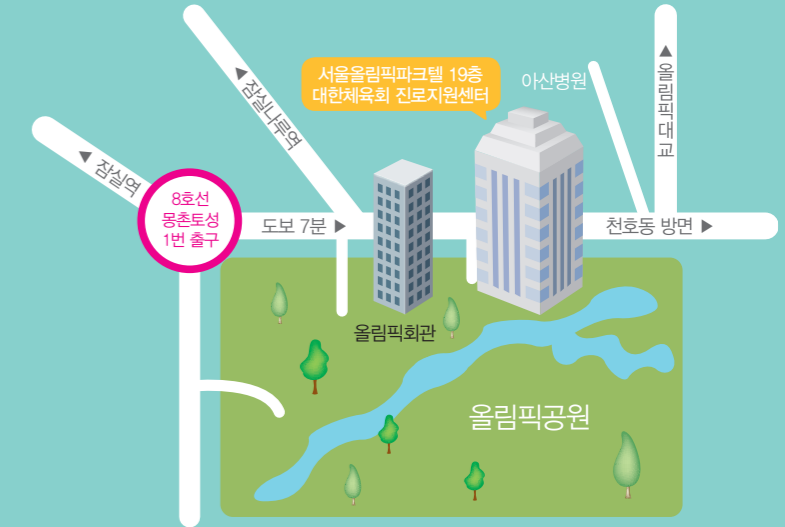 서울올림픽파크텔 19층
대한체육회 진로지원센터
아산병원
▲ 올림픽대교
▲ 잠실나루역
▲ 잠실역
8호선
몽촌토성
1번 출구
도보 7분 ▶
천호동 방면 ▶
올림픽회관
올림픽공원